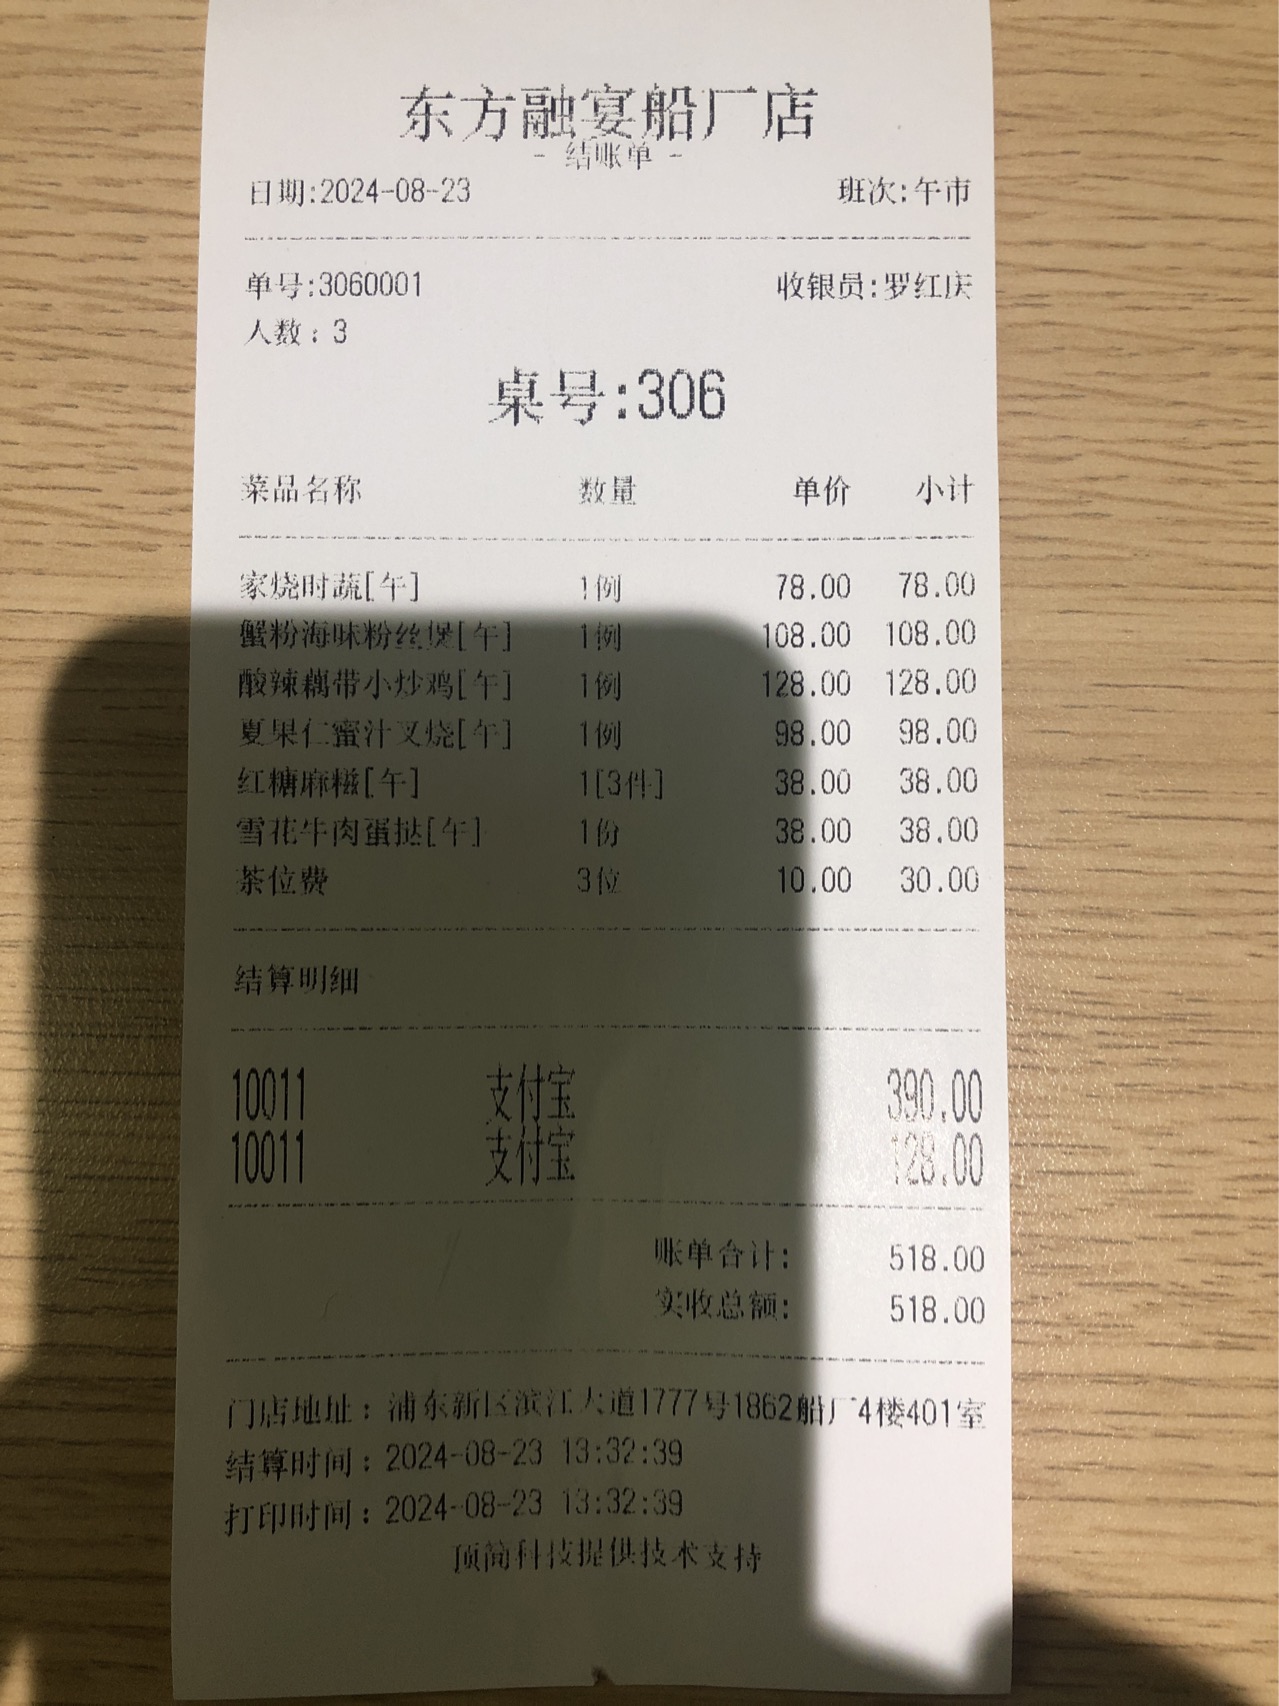 东方融宴船厂店
- 结账单 -
日期:2024-08-23 班次:午市
单号:3060001 收银员:罗红庆
人数：3
桌号:306
菜品名称 数量 单价 小计
家烧时蔬[午] 1例 78.00 78.00
蟹粉海味粉丝煲[午] 1例 108.00 108.00
酸辣藕带小炒鸡[午] 1例 128.00 128.00
夏果仁蜜汁叉烧[午] 1例 98.00 98.00
红糖麻糍[午] 1[3件] 38.00 38.00
雪花牛肉蛋挞[午] 1份 38.00 38.00
茶位费 3位 10.00 30.00
结算明细
10011 支付宝 390.00
10011 支付宝 128.00
账单合计: 518.00
实收总额: 518.00
门店地址：浦东新区滨江大道1777号1862船厂4楼401室
结算时间：2024-08-23 13:32:39
打印时间：2024-08-23 13:32:39
顶简科技提供技术支持